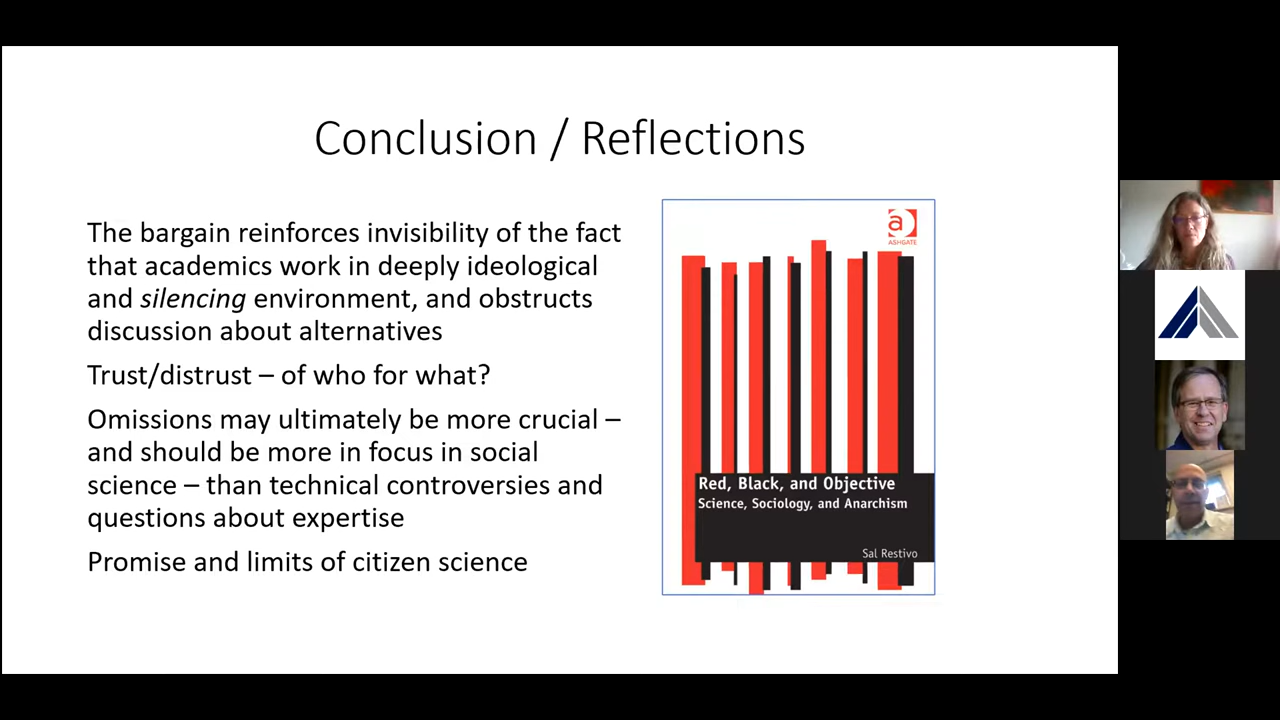 Conclusion / Reflections
The bargain reinforces invisibility of the fact
that academics work in deeply ideological
and silencing environment, and obstructs
discussion about alternatives
Trust/distrust – of who for what?
Omissions may ultimately be more crucial –
and should be more in focus in social
science – than technical controversies and
questions about expertise
Promise and limits of citizen science
a
ASHGATE
Red, Black, and Objective
Science, Sociology, and Anarchism
Sal Restivo